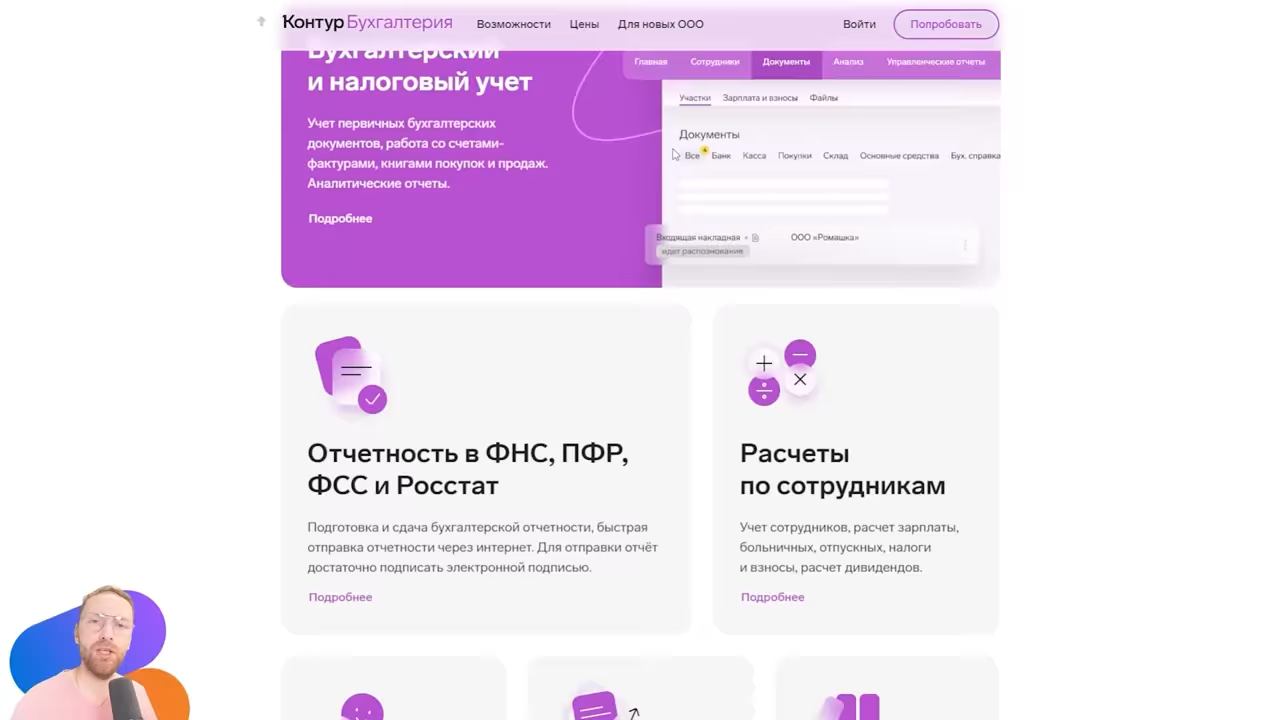 Контур Бухгалтерия
Возможности
Цены
Для новых ООО
Войти
Попробовать
Бухгалтерский
и налоговый учет
Учет первичных бухгалтерских
документов, работа со счетами-
фактурами, книгами покупок и продаж.
Аналитические отчеты.
Подробнее
Главная
Сотрудники
Документы
Анализ
Управленческие отчеты
Участки
Зарплата и взносы
Файлы
Документы
Все
Банк
Касса
Покупки
Склад
Основные средства
Бух. справка
Входящая накладная
ООО «Ромашка»
идет распознование
Отчетность в ФНС, ПФР,
ФСС и Росстат
Подготовка и сдача бухгалтерской отчетности, быстрая
отправка отчетности через интернет. Для отправки отчёт
достаточно подписать электронной подписью.
Подробнее
Расчеты
по сотрудникам
Учет сотрудников, расчет зарплаты,
больничных, отпускных, налоги
и взносы, расчет дивидендов.
Подробнее